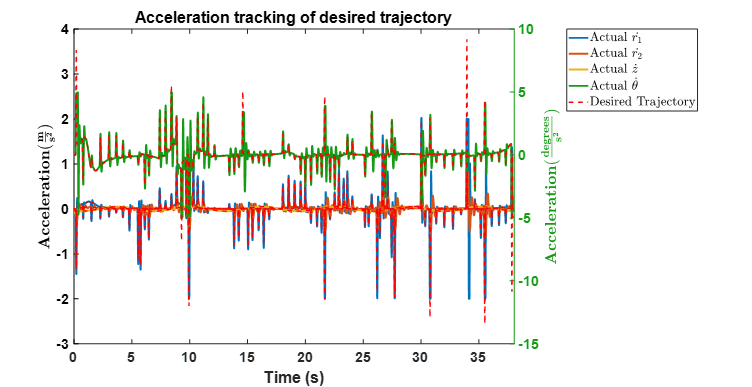 Acceleration tracking of desired trajectory
Acceleration(m/s²)
4
3
2
1
0
-1
-2
-3
0
5
10
15
20
25
30
35
Time (s)
10
5
0
-5
-10
-15
Acceleration(degrees/s²)
Actual ṙ₁
Actual ṙ₂
Actual ż
Actual θ̇
Desired Trajectory